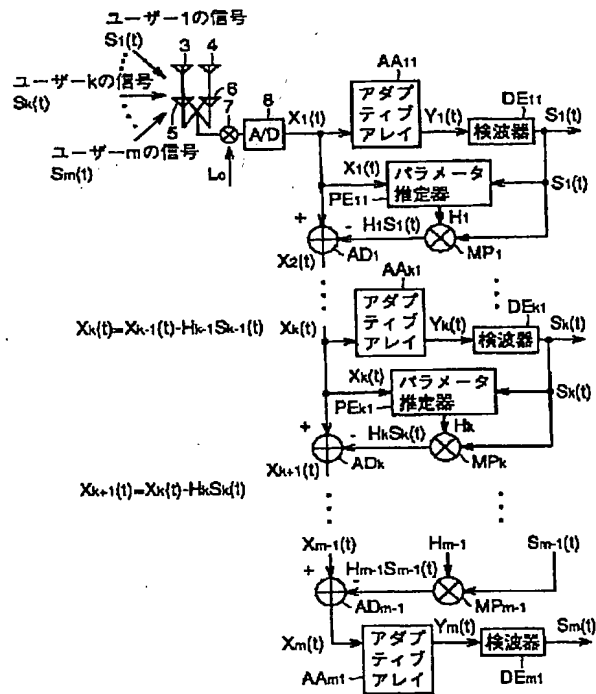 ユーザー1の信号
S1(t)
3 4
ユーザーkの信号
Sk(t)
5 6 7
ユーザーmの信号
Sm(t)
Lo
8
A/D
X1(t)
AA11
アダプ
ティブ
アレイ
Y1(t)
DE11
検波器
S1(t)
X1(t)
パラメータ
推定器
PE11
S1(t)
H1
+
-
H1S1(t)
AD1
MP1
X2(t)
AAk1
Xk(t)=Xk-1(t)-Hk-1Sk-1(t)
Xk(t)
アダプ
ティブ
アレイ
Yk(t)
DEk1
検波器
Sk(t)
Xk(t)
パラメータ
推定器
PEk1
Sk(t)
Hk
+
-
HkSk(t)
ADk
MPk
Xk+1(t)
Xk+1(t)=Xk(t)-HkSk(t)
Xm-1(t)
Hm-1
Sm-1(t)
+
-
Hm-1Sm-1(t)
ADm-1
MPm-1
Xm(t)
アダプ
ティブ
アレイ
AAm1
Ym(t)
検波器
DEm1
Sm(t)